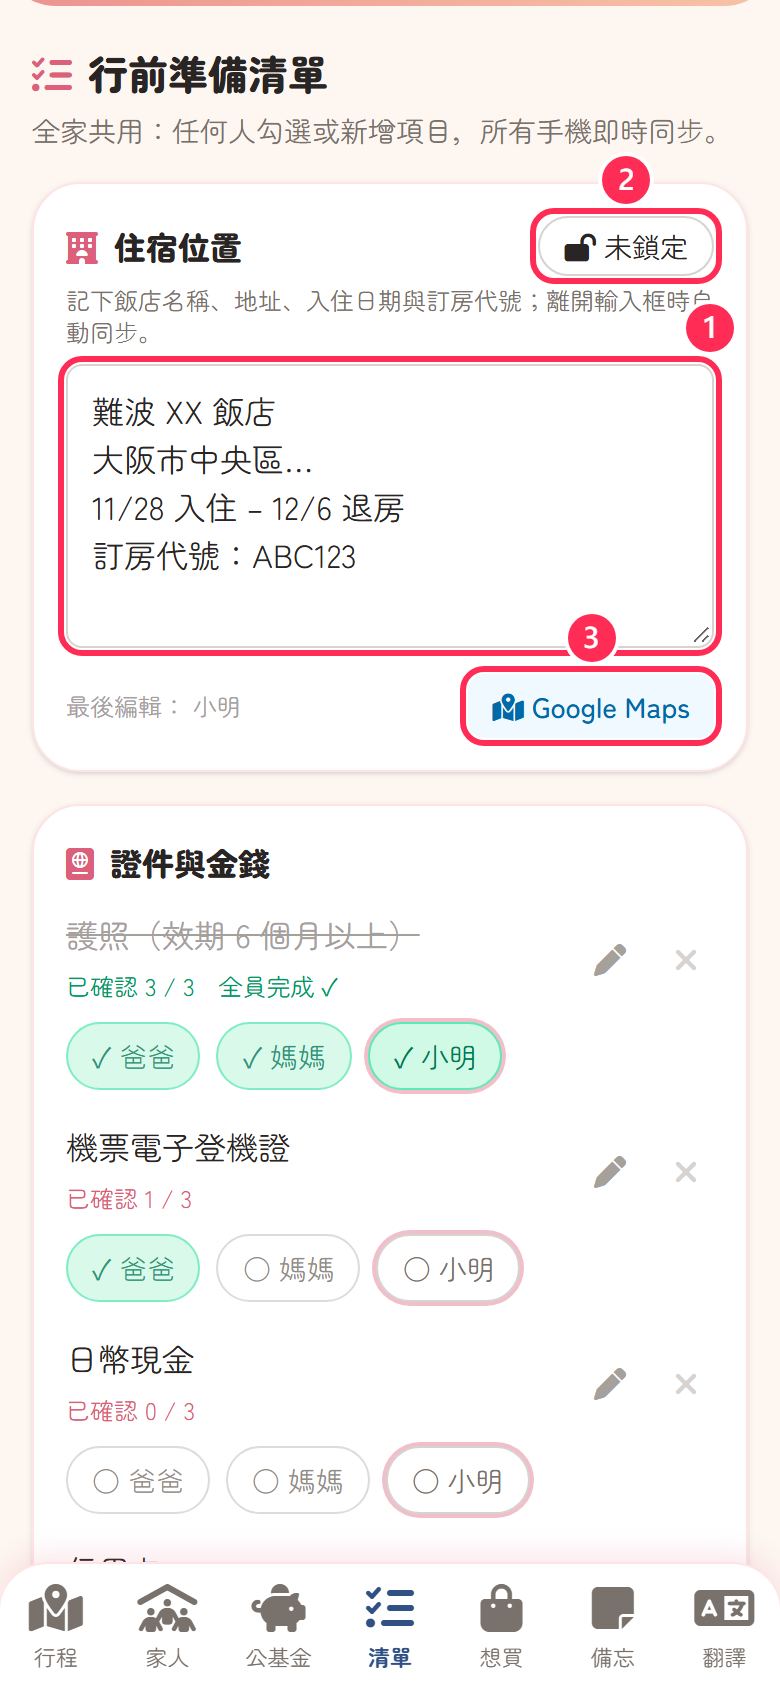 行前準備清單
全家共用：任何人勾選或新增項目，所有手機即時同步。
2
住宿位置
未鎖定
記下飯店名稱、地址、入住日期與訂房代號；離開輸入框時自
動同步。
1
難波 XX 飯店
大阪市中央區...
11/28 入住 – 12/6 退房
訂房代號：ABC123
3
最後編輯： 小明
Google Maps
證件與金錢
護照（效期 6 個月以上）
已確認 3 / 3 全員完成 ✓
✓ 爸爸 ✓ 媽媽 ✓ 小明
機票電子登機證
已確認 1 / 3
✓ 爸爸 ○ 媽媽 ○ 小明
日幣現金
已確認 0 / 3
○ 爸爸 ○ 媽媽 ○ 小明
行程 家人 公基金 清單 想買 備忘 翻譯